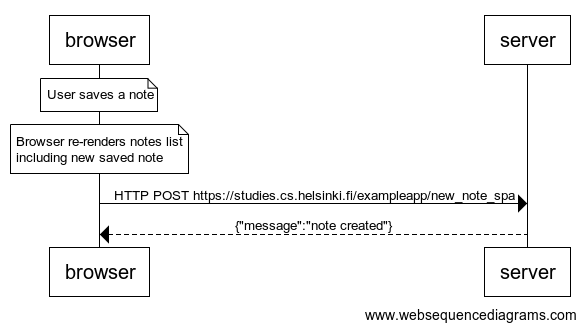 browser
server
User saves a note
Browser re-renders notes list
including new saved note
HTTP POST https://studies.cs.helsinki.fi/exampleapp/new_note_spa
{"message":"note created"}
browser
server
www.websequencediagrams.com